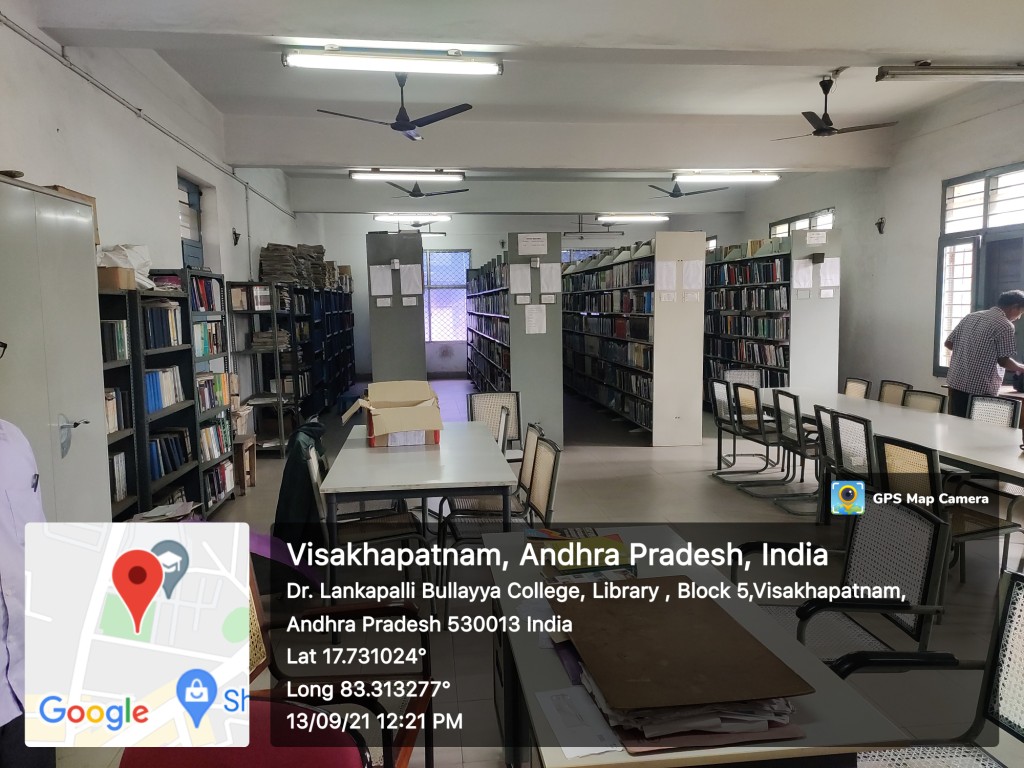 GPS Map Camera
Visakhapatnam, Andhra Pradesh, India
Dr. Lankapalli Bullayya College, Library , Block 5,Visakhapatnam,
Andhra Pradesh 530013 India
Lat 17.731024°
Long 83.313277°
13/09/21 12:21 PM
Google
Sh